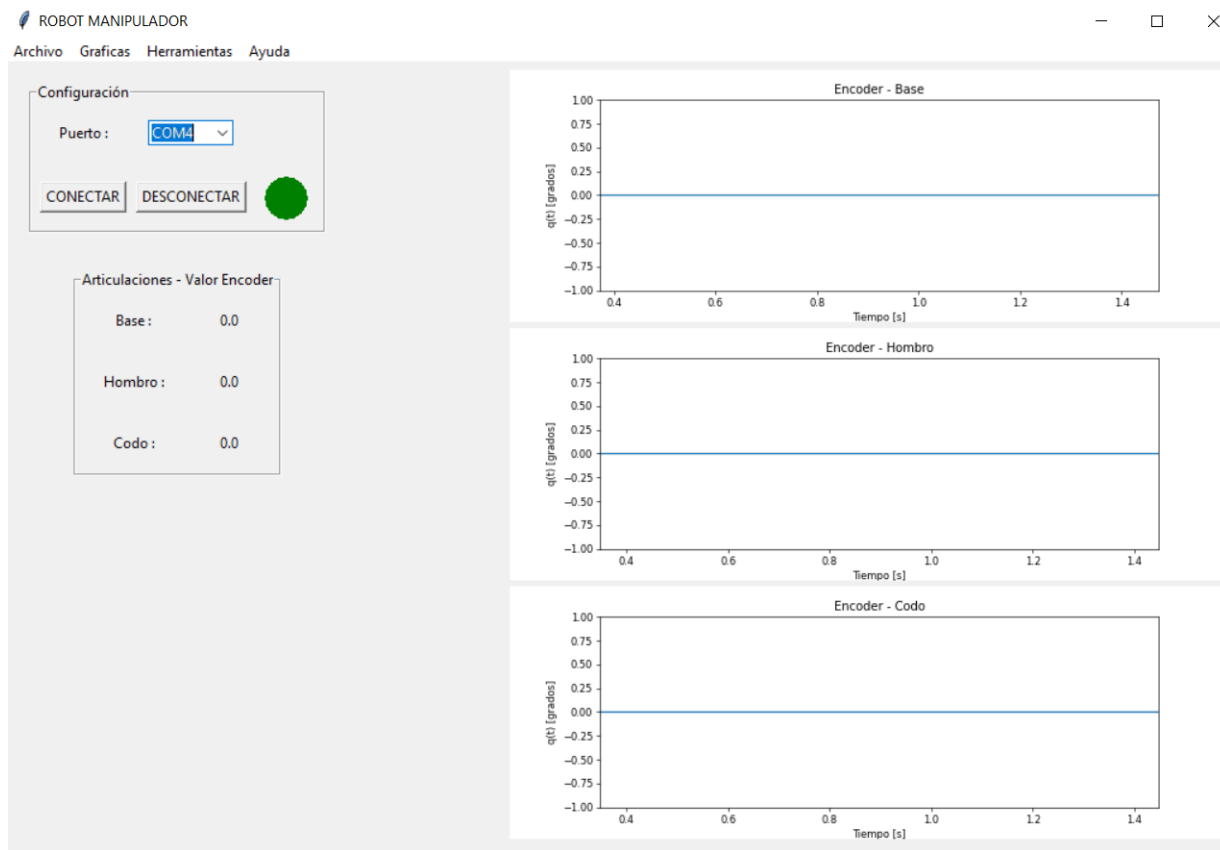 ROBOT MANIPULADOR
Archivo Graficas Herramientas Ayuda
Configuración
Puerto : COM4
CONECTAR DESCONECTAR
Articulaciones - Valor Encoder
Base : 0.0
Hombro : 0.0
Codo : 0.0
Encoder - Base
1.00
0.75
0.50
0.25
0.00
−0.25
−0.50
−0.75
−1.00
q(t) [grados]
0.4 0.6 0.8 1.0 1.2 1.4
Tiempo [s]
Encoder - Hombro
1.00
0.75
0.50
0.25
0.00
−0.25
−0.50
−0.75
−1.00
q(t) [grados]
0.4 0.6 0.8 1.0 1.2 1.4
Tiempo [s]
Encoder - Codo
1.00
0.75
0.50
0.25
0.00
−0.25
−0.50
−0.75
−1.00
q(t) [grados]
0.4 0.6 0.8 1.0 1.2 1.4
Tiempo [s]